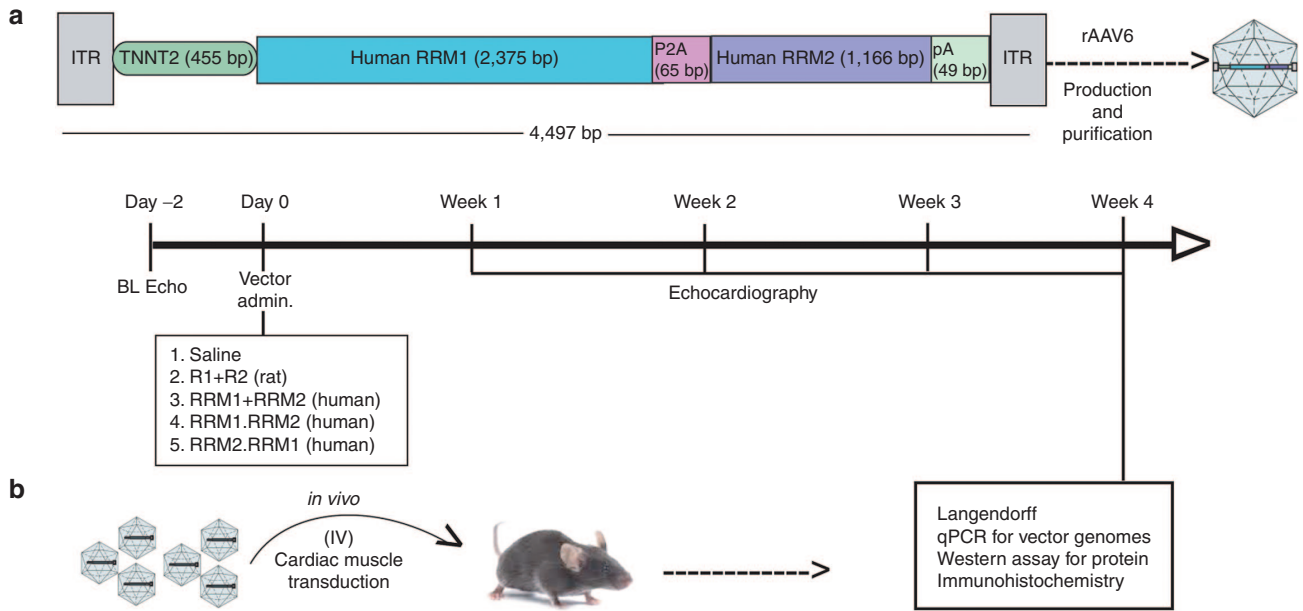 a
ITR
TNNT2 (455 bp)
Human RRM1 (2,375 bp)
P2A
(65 bp)
Human RRM2 (1,166 bp)
pA
(49 bp)
ITR
rAAV6
Production
and
purification
4,497 bp
Day –2
Day 0
Week 1
Week 2
Week 3
Week 4
BL Echo
Vector
admin.
Echocardiography
1. Saline
2. R1+R2 (rat)
3. RRM1+RRM2 (human)
4. RRM1.RRM2 (human)
5. RRM2.RRM1 (human)
b
in vivo
(IV)
Cardiac muscle
transduction
Langendorff
qPCR for vector genomes
Western assay for protein
Immunohistochemistry